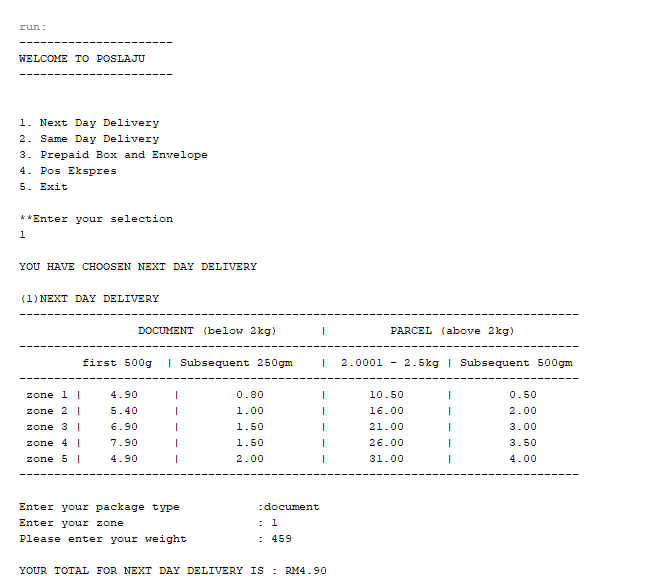 run:
----------------------
WELCOME TO POSLAJU
----------------------
1. Next Day Delivery
2. Same Day Delivery
3. Prepaid Box and Envelope
4. Pos Ekspres
5. Exit
**Enter your selection
1
YOU HAVE CHOOSEN NEXT DAY DELIVERY
(1)NEXT DAY DELIVERY
--------------------------------------------------------------------------------
DOCUMENT (below 2kg) | PARCEL (above 2kg)
--------------------------------------------------------------------------------
first 500g | Subsequent 250gm | 2.0001 - 2.5kg | Subsequent 500gm
--------------------------------------------------------------------------------
zone 1 | 4.90 | 0.80 | 10.50 | 0.50
zone 2 | 5.40 | 1.00 | 16.00 | 2.00
zone 3 | 6.90 | 1.50 | 21.00 | 3.00
zone 4 | 7.90 | 1.50 | 26.00 | 3.50
zone 5 | 4.90 | 2.00 | 31.00 | 4.00
--------------------------------------------------------------------------------
Enter your package type :document
Enter your zone : 1
Please enter your weight : 459
YOUR TOTAL FOR NEXT DAY DELIVERY IS : RM4.90